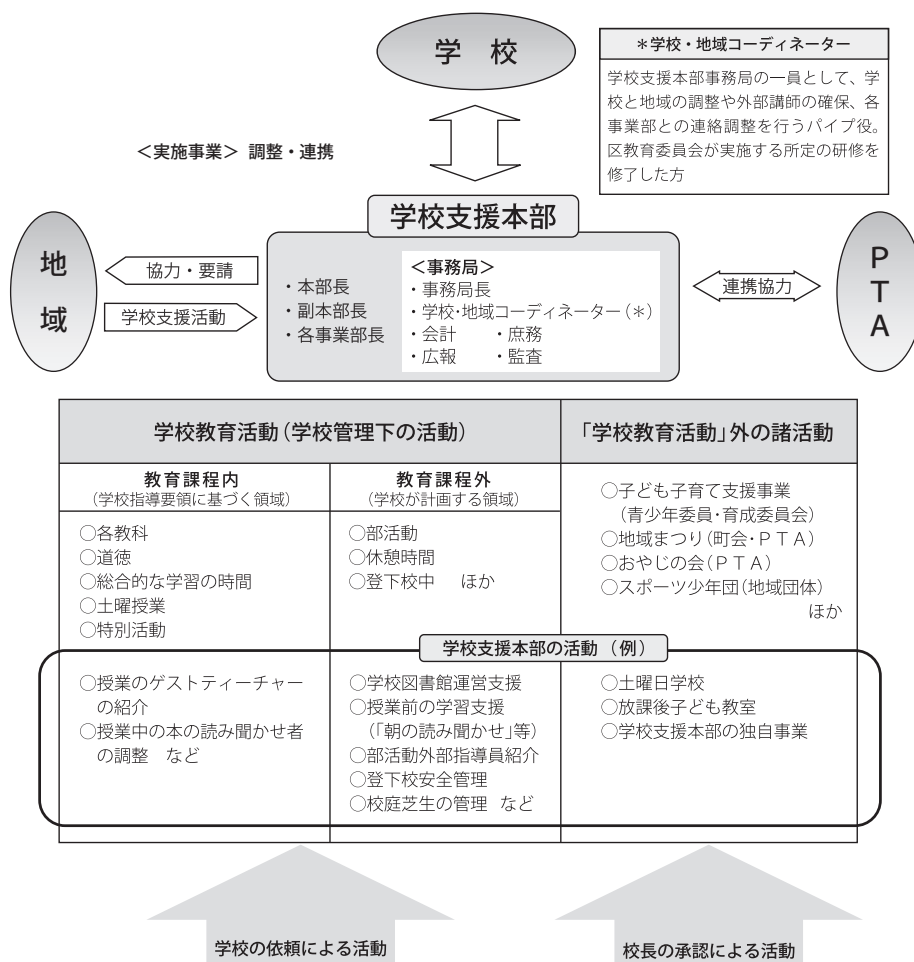 学　校
＊学校・地域コーディネーター
学校支援本部事務局の一員として、学
校と地域の調整や外部講師の確保、各
事業部との連絡調整を行うパイプ役。
区教育委員会が実施する所定の研修を
修了した方
＜実施事業＞ 調整・連携
学校支援本部
地
域
協力・要請
学校支援活動
・本部長
・副本部長
・各事業部長
＜事務局＞
・事務局長
・学校・地域コーディネーター（＊）
・会計　　・庶務
・広報　　・監査
連携協力
P
T
A
学校教育活動（学校管理下の活動）
「学校教育活動」外の諸活動
教育課程内
（学校指導要領に基づく領域）
○各教科
○道徳
○総合的な学習の時間
○土曜授業
○特別活動
教育課程外
（学校が計画する領域）
○部活動
○休憩時間
○登下校中　ほか
○子ども子育て支援事業
（青少年委員・育成委員会）
○地域まつり（町会・ＰＴＡ）
○おやじの会（ＰＴＡ）
○スポーツ少年団（地域団体）
ほか
学校支援本部の活動（例）
○授業のゲストティーチャー
の紹介
○授業中の本の読み聞かせ者
の調整　など
○学校図書館運営支援
○授業前の学習支援
（「朝の読み聞かせ」等）
○部活動外部指導員紹介
○登下校安全管理
○校庭芝生の管理　など
○土曜日学校
○放課後子ども教室
○学校支援本部の独自事業
学校の依頼による活動
校長の承認による活動